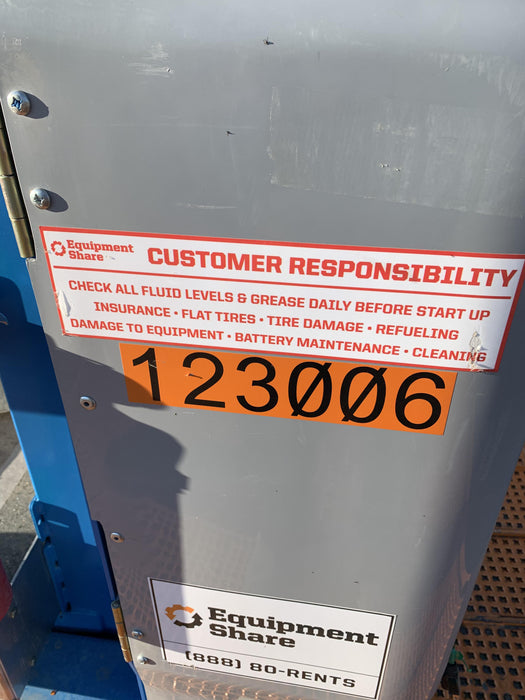 Equipment
Share
CUSTOMER RESPONSIBILITY
CHECK ALL FLUID LEVELS & GREASE DAILY BEFORE START UP
INSURANCE • FLAT TIRES • TIRE DAMAGE • REFUELING
DAMAGE TO EQUIPMENT • BATTERY MAINTENANCE • CLEANING
123006
Equipment
Share
(888) 80-RENTS